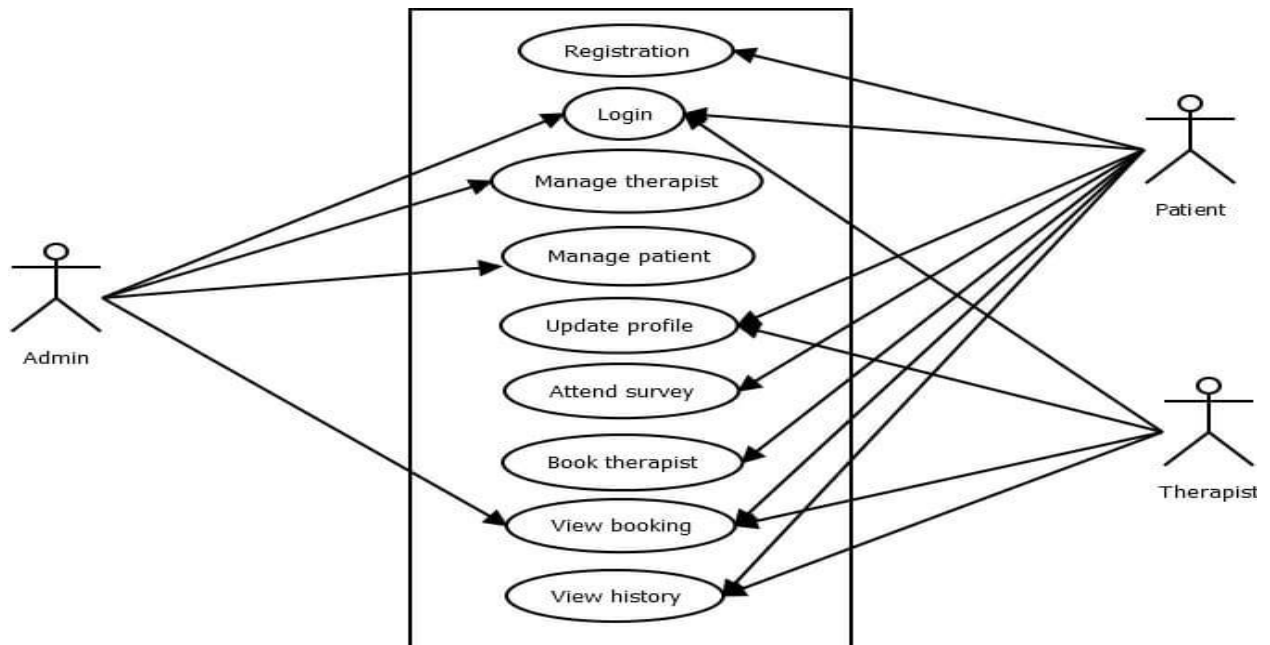 Registration
Login
Manage therapist
Manage patient
Update profile
Attend survey
Book therapist
View booking
View history
Admin
Patient
Therapist